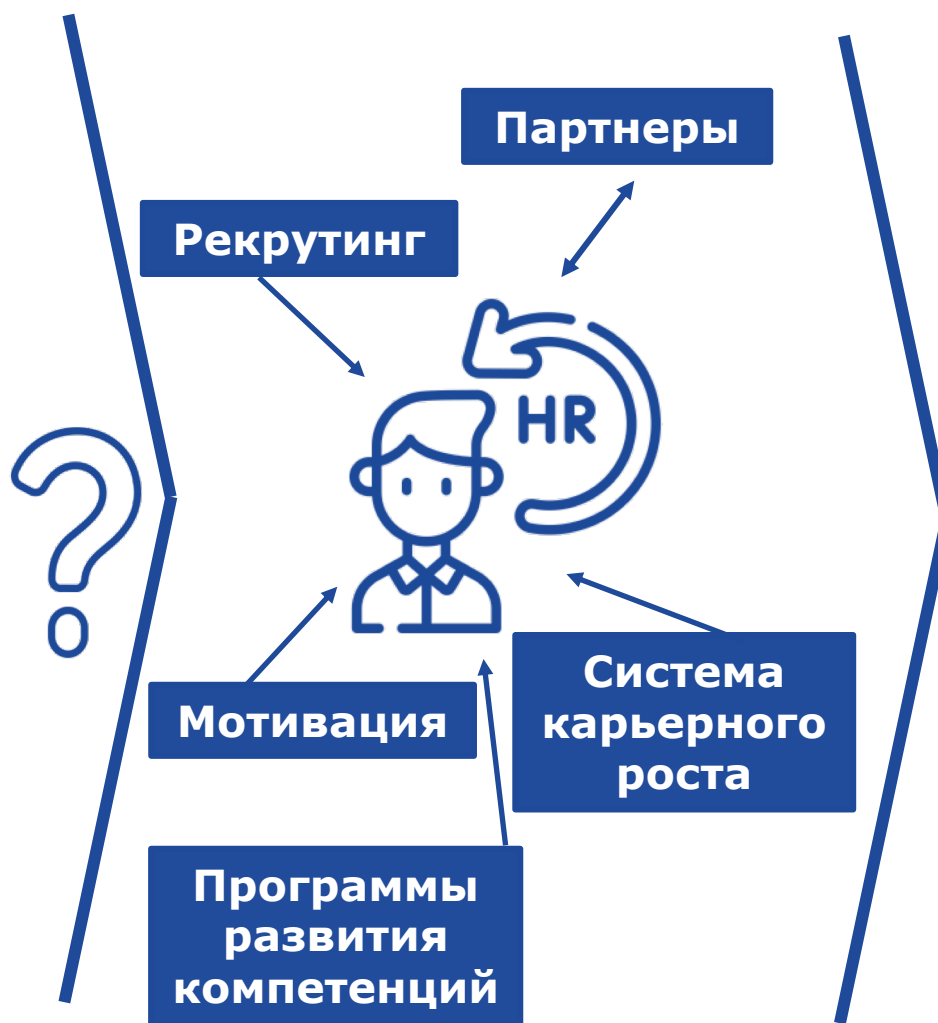 Партнеры
Рекрутинг
HR
?
Мотивация
Система
карьерного
роста
Программы
развития
компетенций